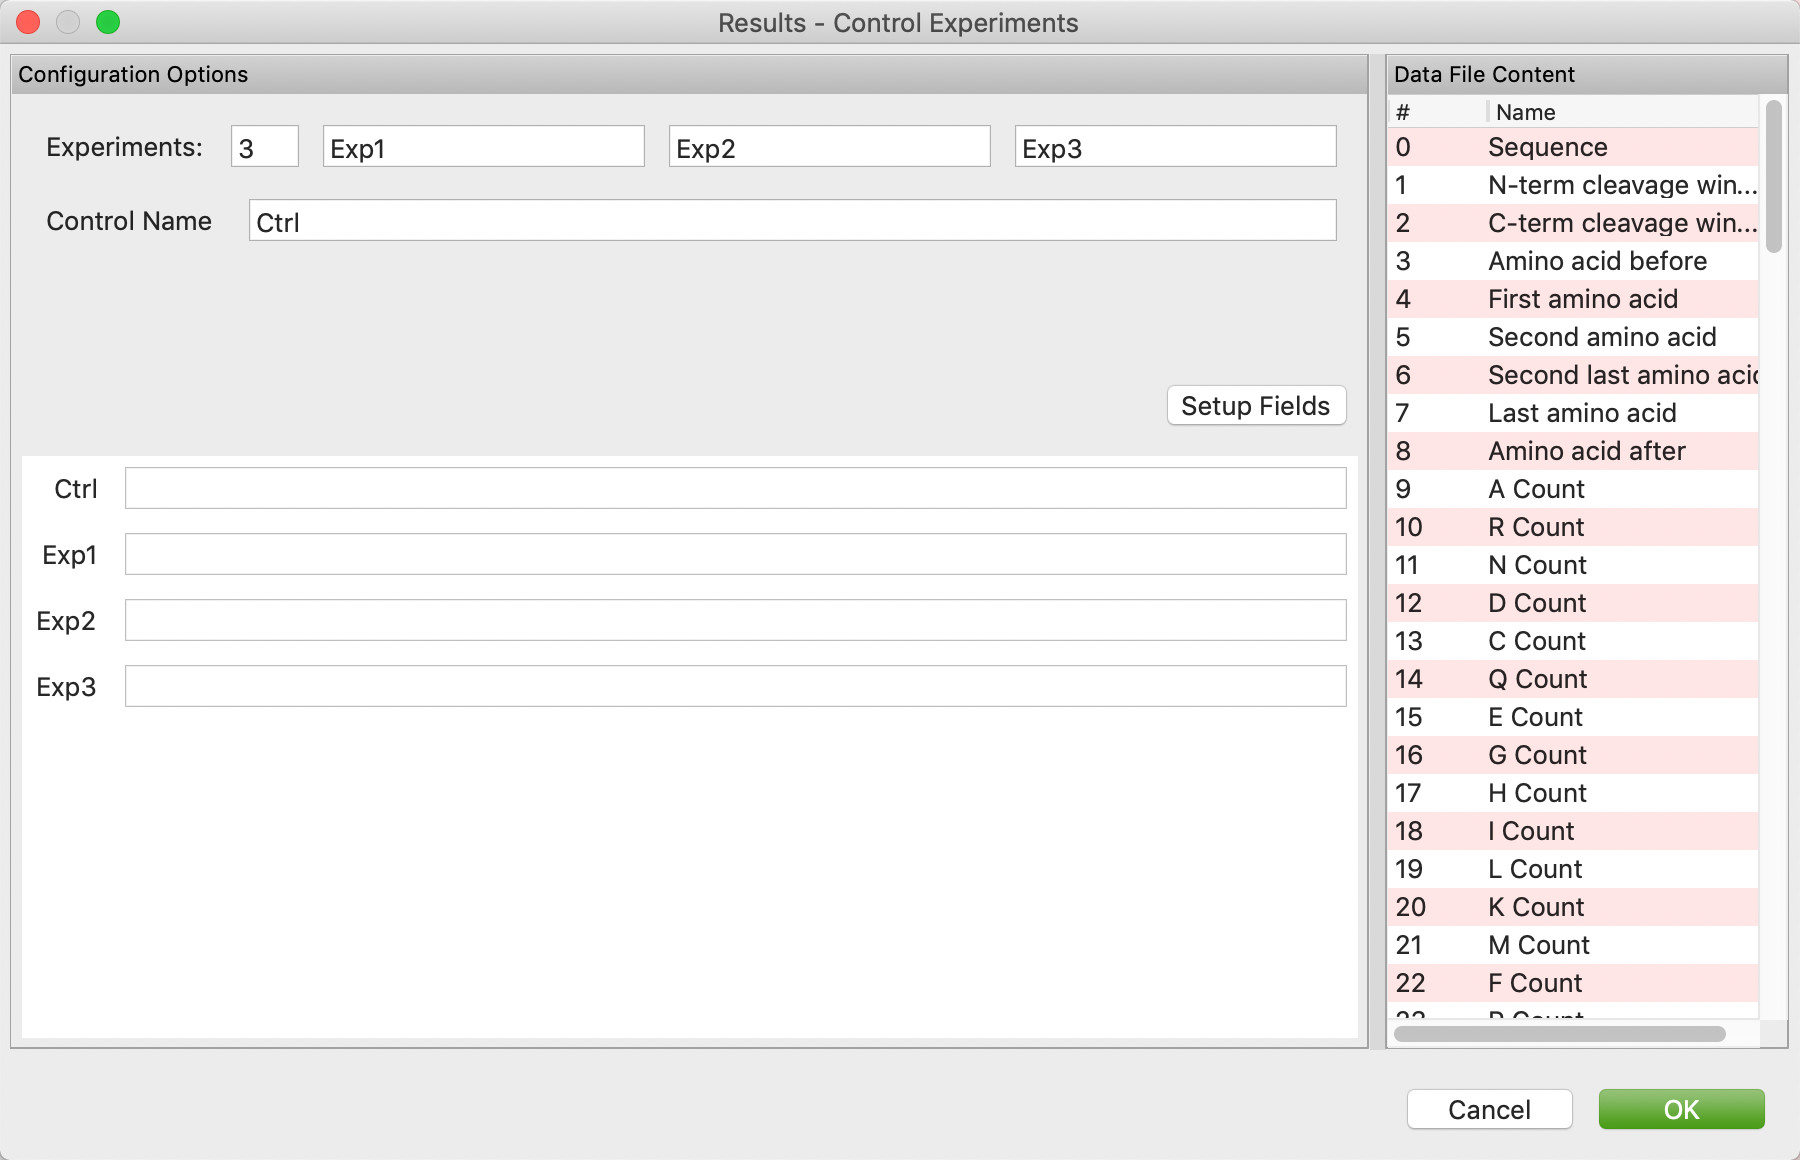 Results - Control Experiments
Configuration Options
Experiments: 3 Exp1 Exp2 Exp3
Control Name Ctrl
Setup Fields
Ctrl
Exp1
Exp2
Exp3
Data File Content
# Name
0 Sequence
1 N-term cleavage win...
2 C-term cleavage win...
3 Amino acid before
4 First amino acid
5 Second amino acid
6 Second last amino acid
7 Last amino acid
8 Amino acid after
9 A Count
10 R Count
11 N Count
12 D Count
13 C Count
14 Q Count
15 E Count
16 G Count
17 H Count
18 I Count
19 L Count
20 K Count
21 M Count
22 F Count
Cancel OK